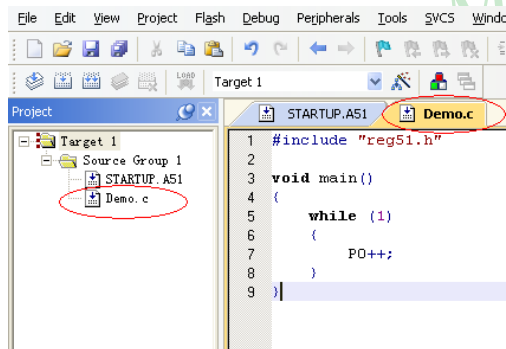 File Edit View Project Flash Debug Peripherals Tools SVCS Windo
LOAD Target 1
Project STARTUP.A51 Demo.c
Target 1
Source Group 1
STARTUP.A51
Demo.c
1 #include "reg51.h"
2
3 void main()
4 {
5 while (1)
6 {
7 P0++;
8 }
9 }